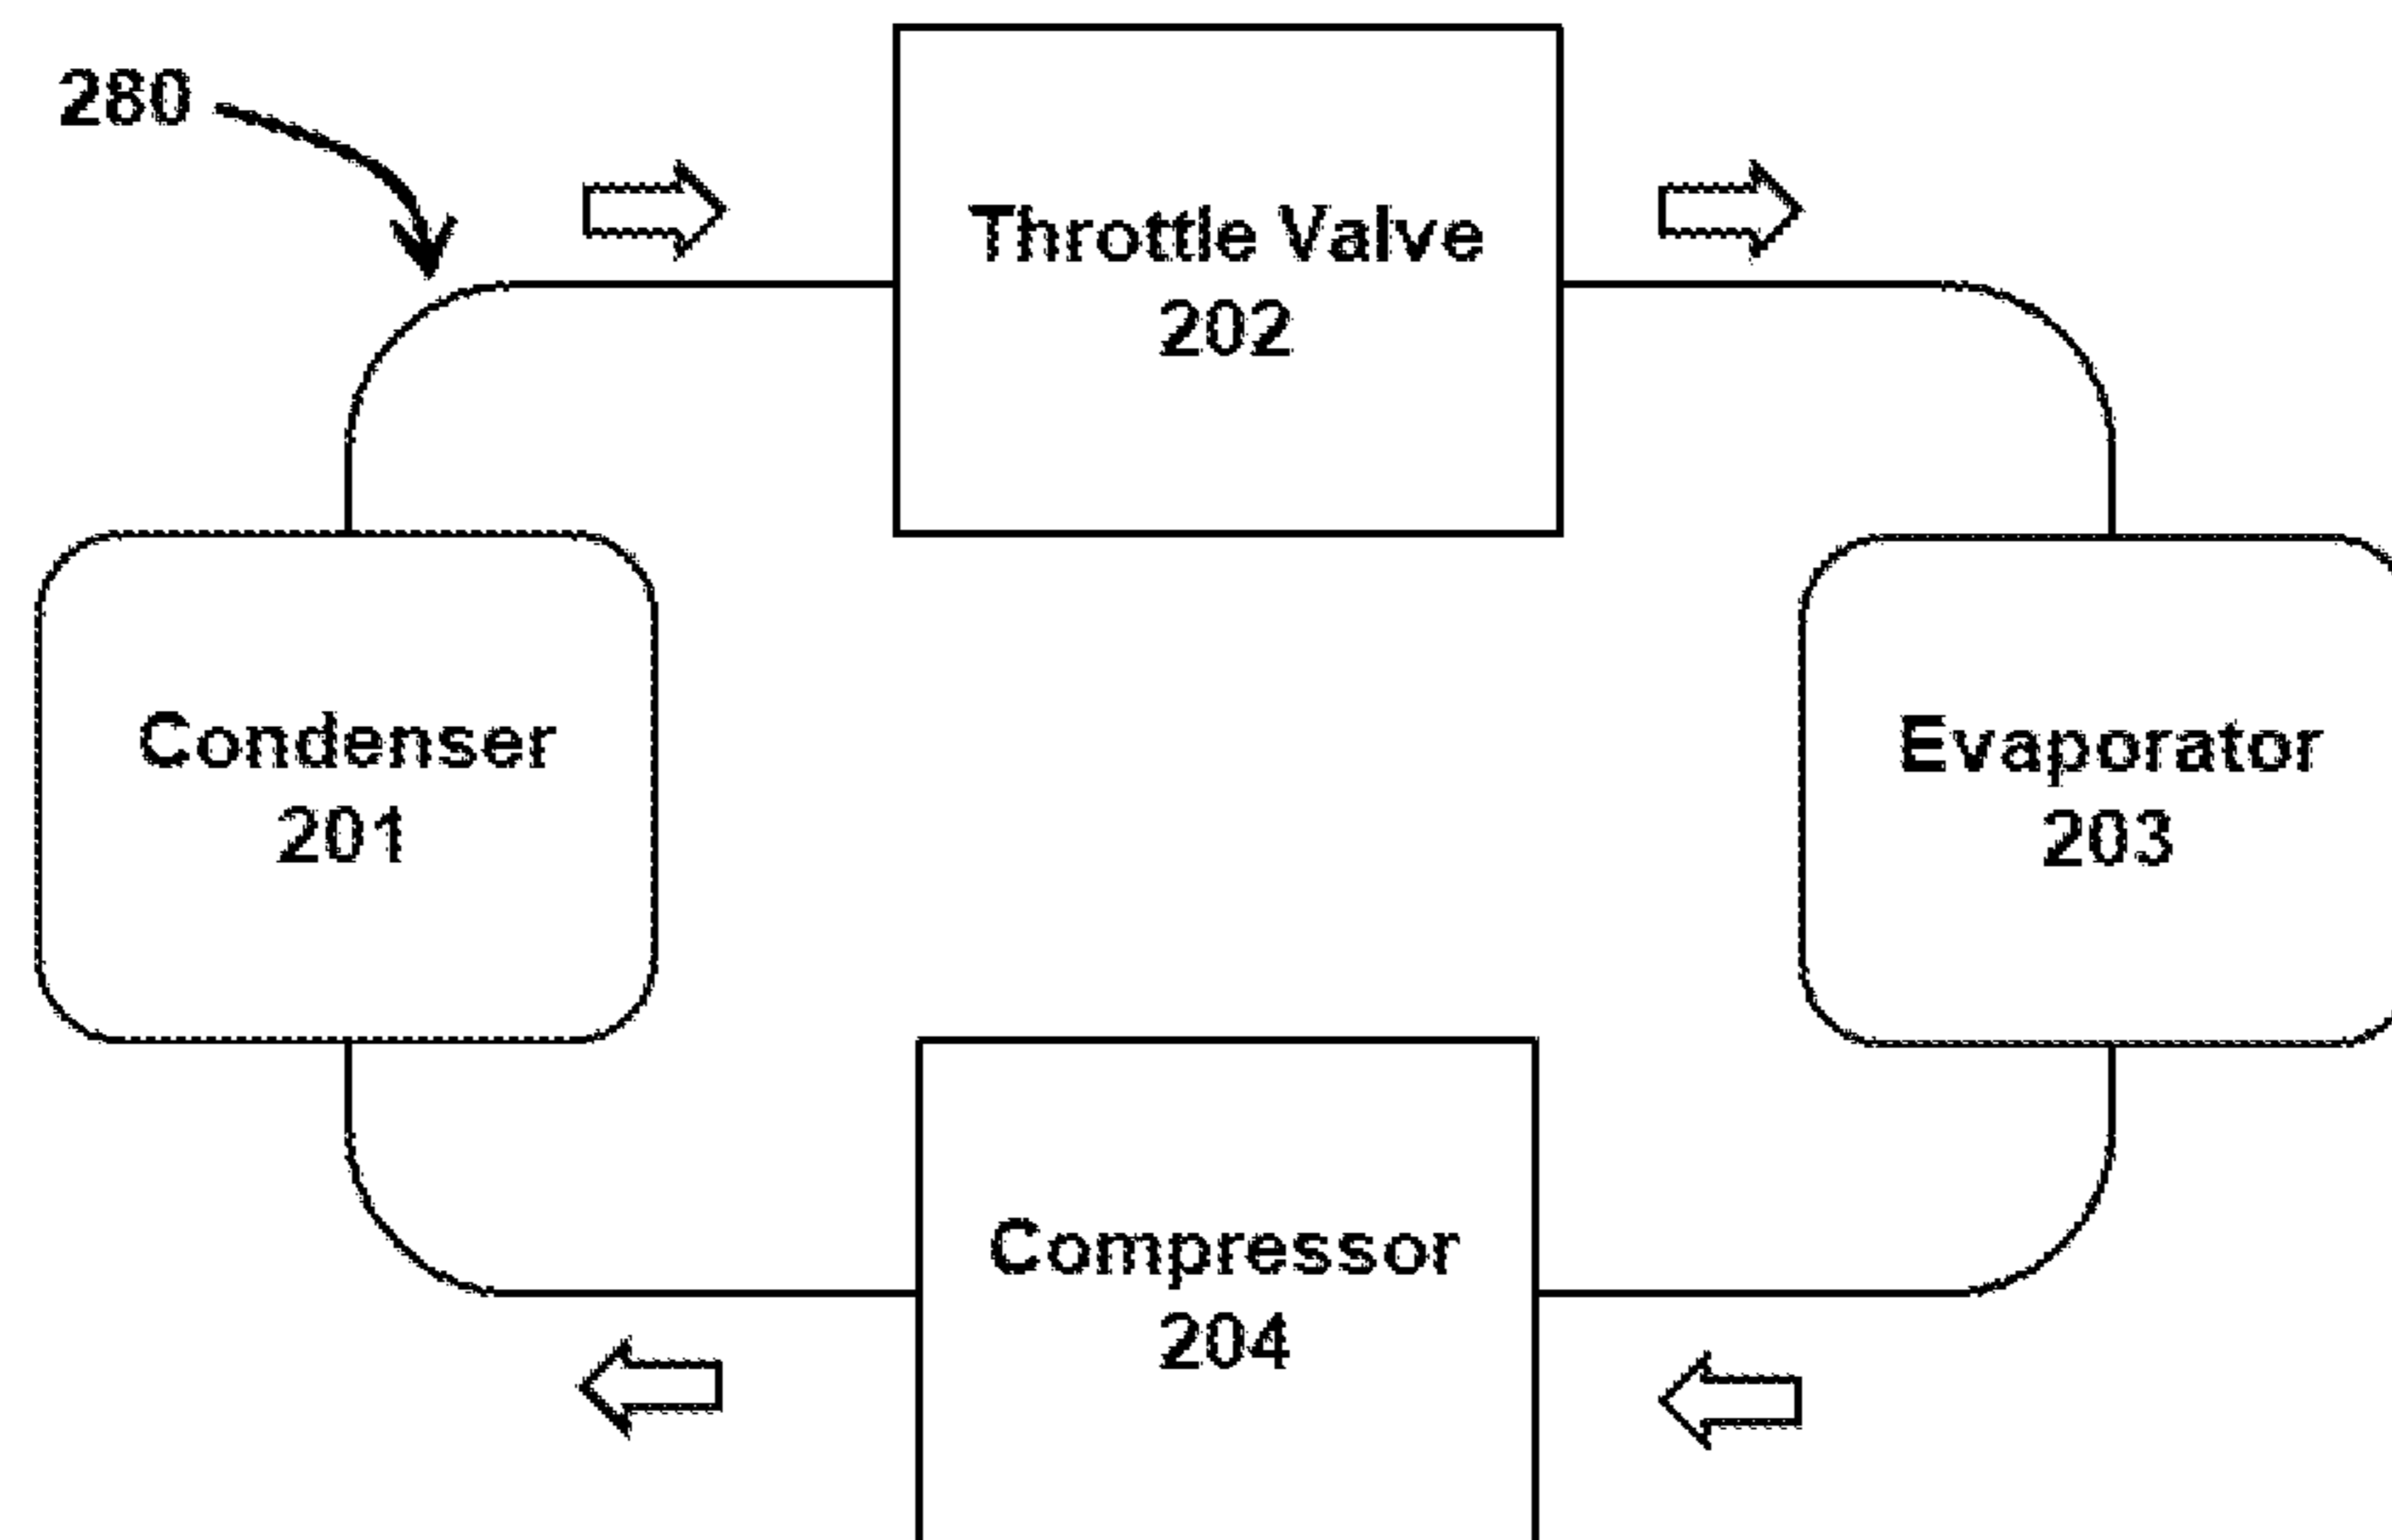 280
Throttle Valve
202
Condenser
201
Evaporator
203
Compressor
204